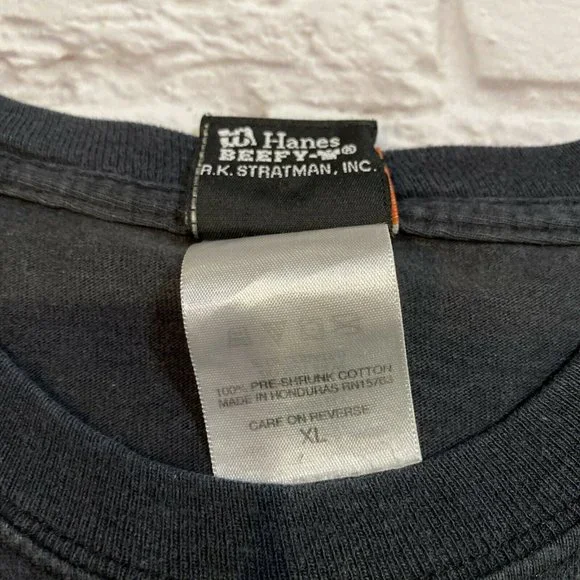 Hanes
BEEFY-T®
R.K. STRATMAN, INC.
100% PRE-SHRUNK COTTON
MADE IN HONDURAS RN15763
CARE ON REVERSE
XL